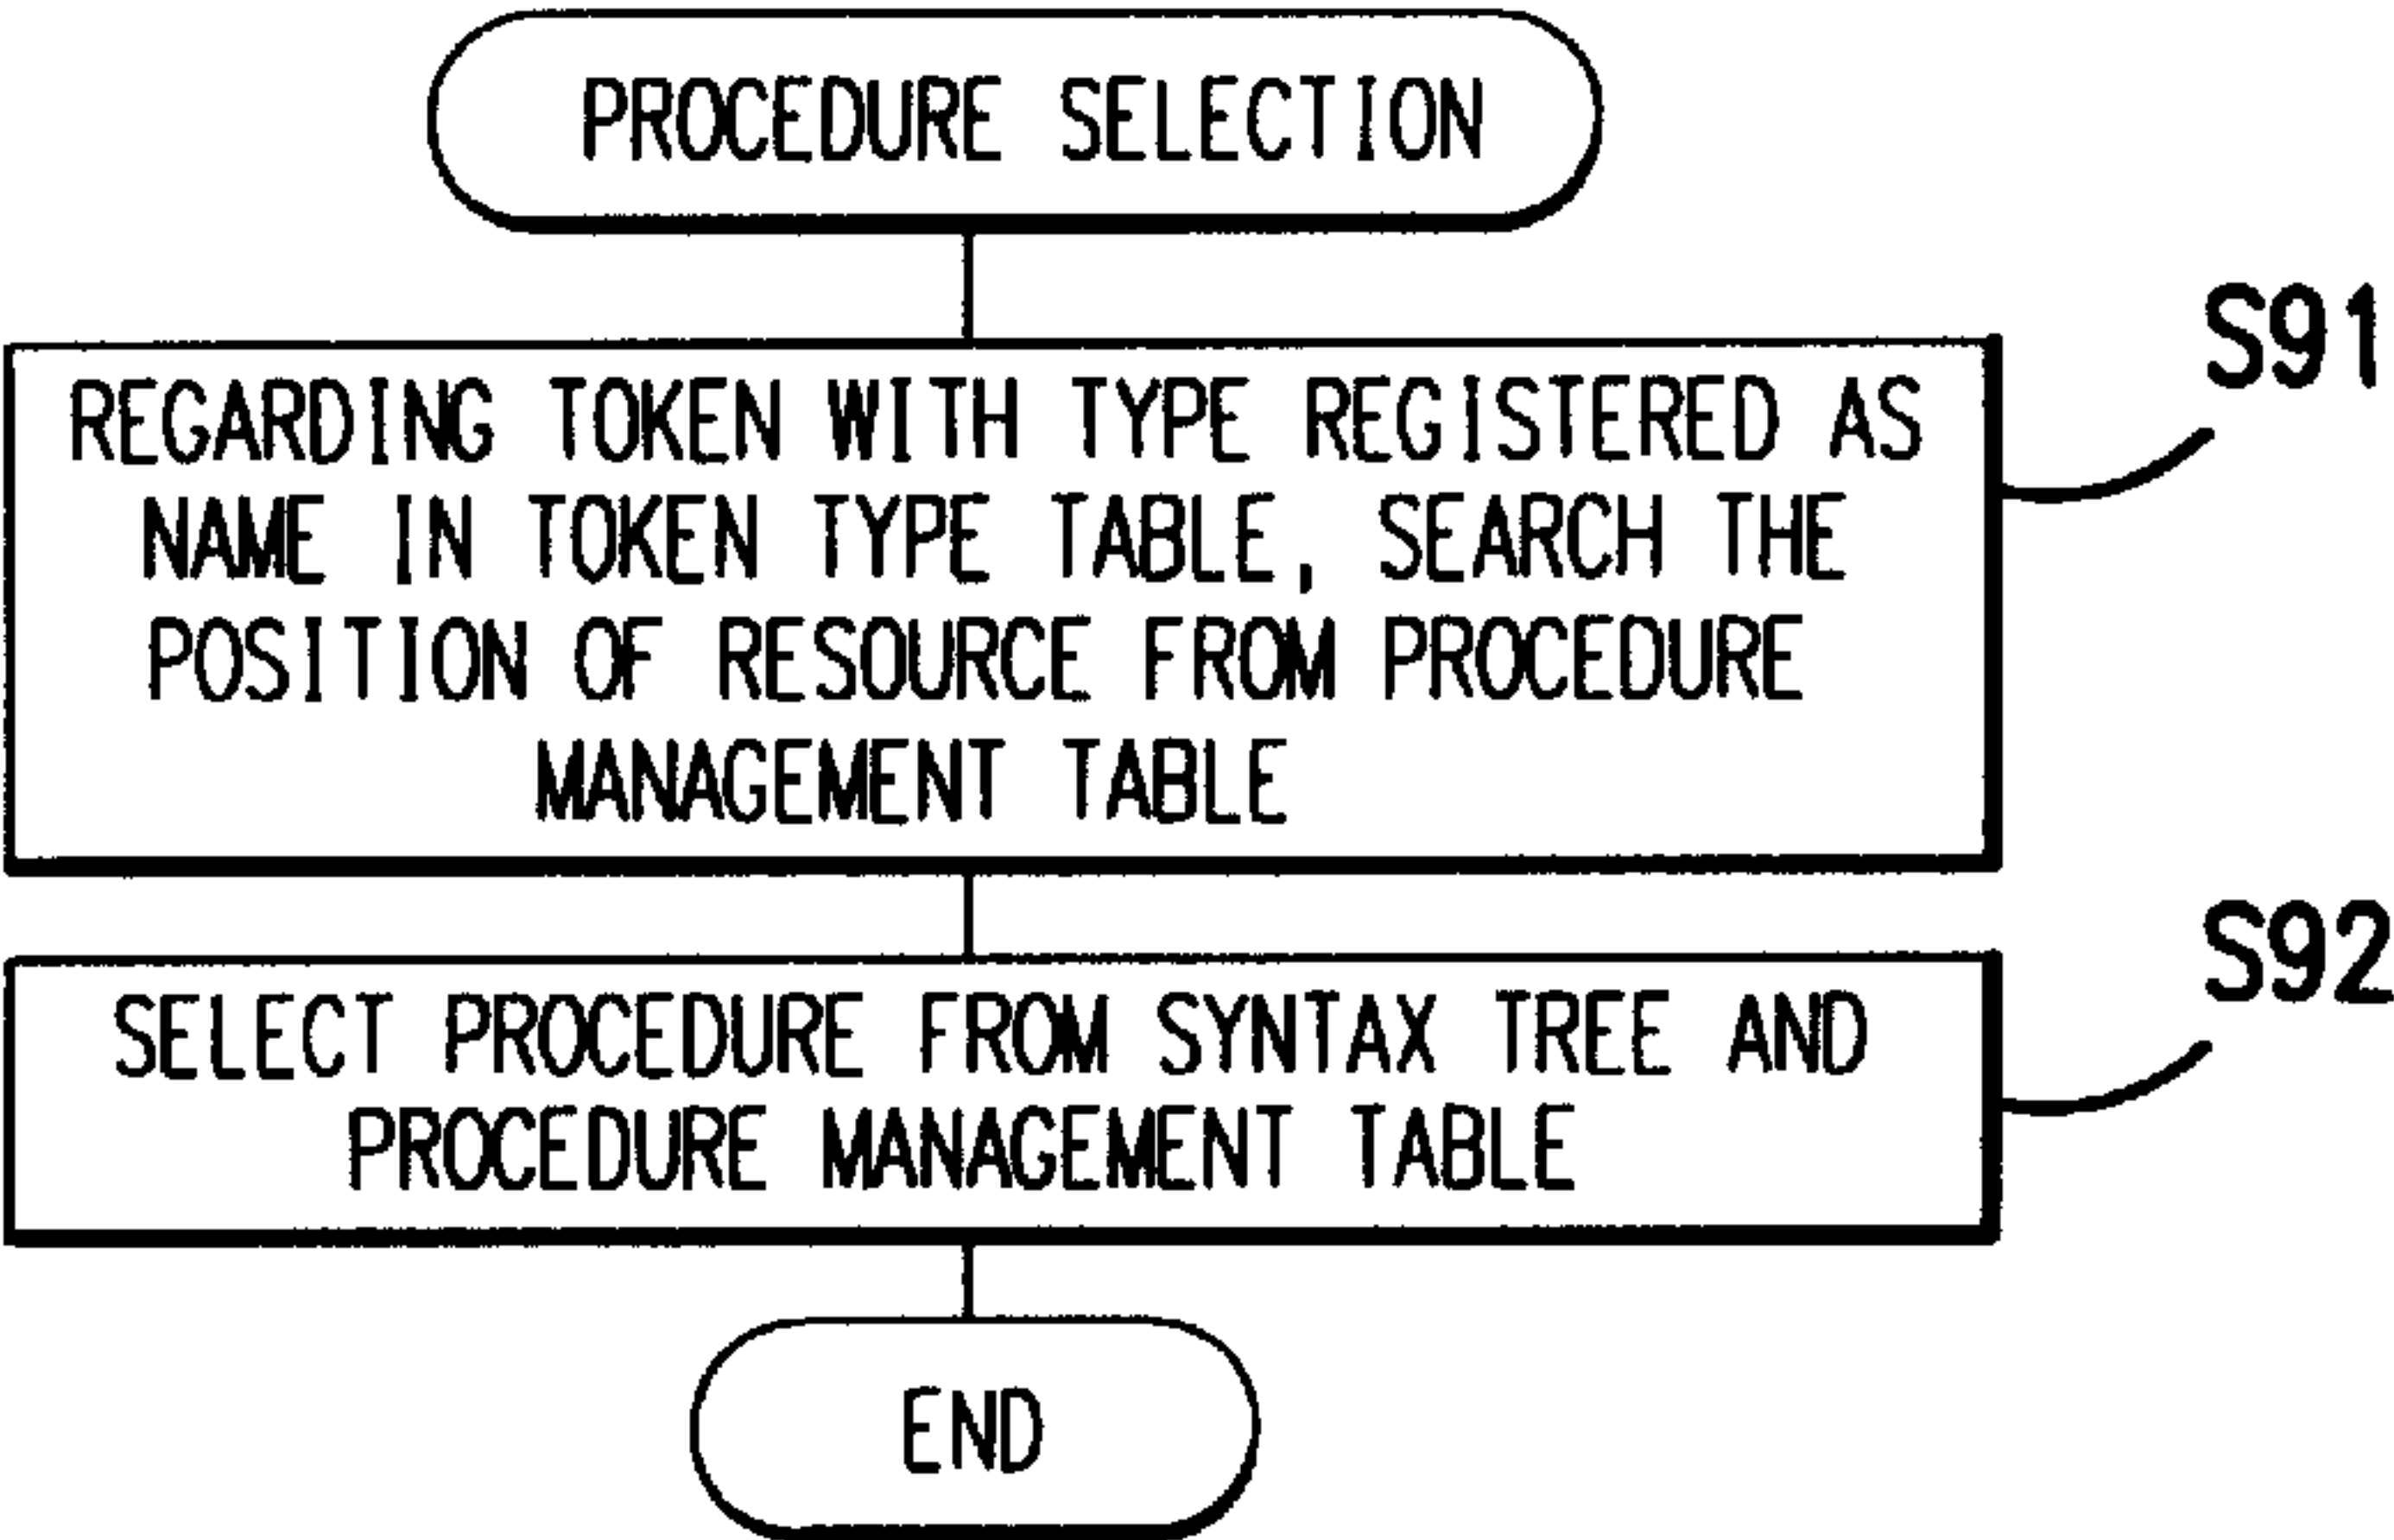 PROCEDURE SELECTION
S91
REGARDING TOKEN WITH TYPE REGISTERED AS
NAME IN TOKEN TYPE TABLE, SEARCH THE
POSITION OF RESOURCE FROM PROCEDURE
MANAGEMENT TABLE
S92
SELECT PROCEDURE FROM SYNTAX TREE AND
PROCEDURE MANAGEMENT TABLE
END